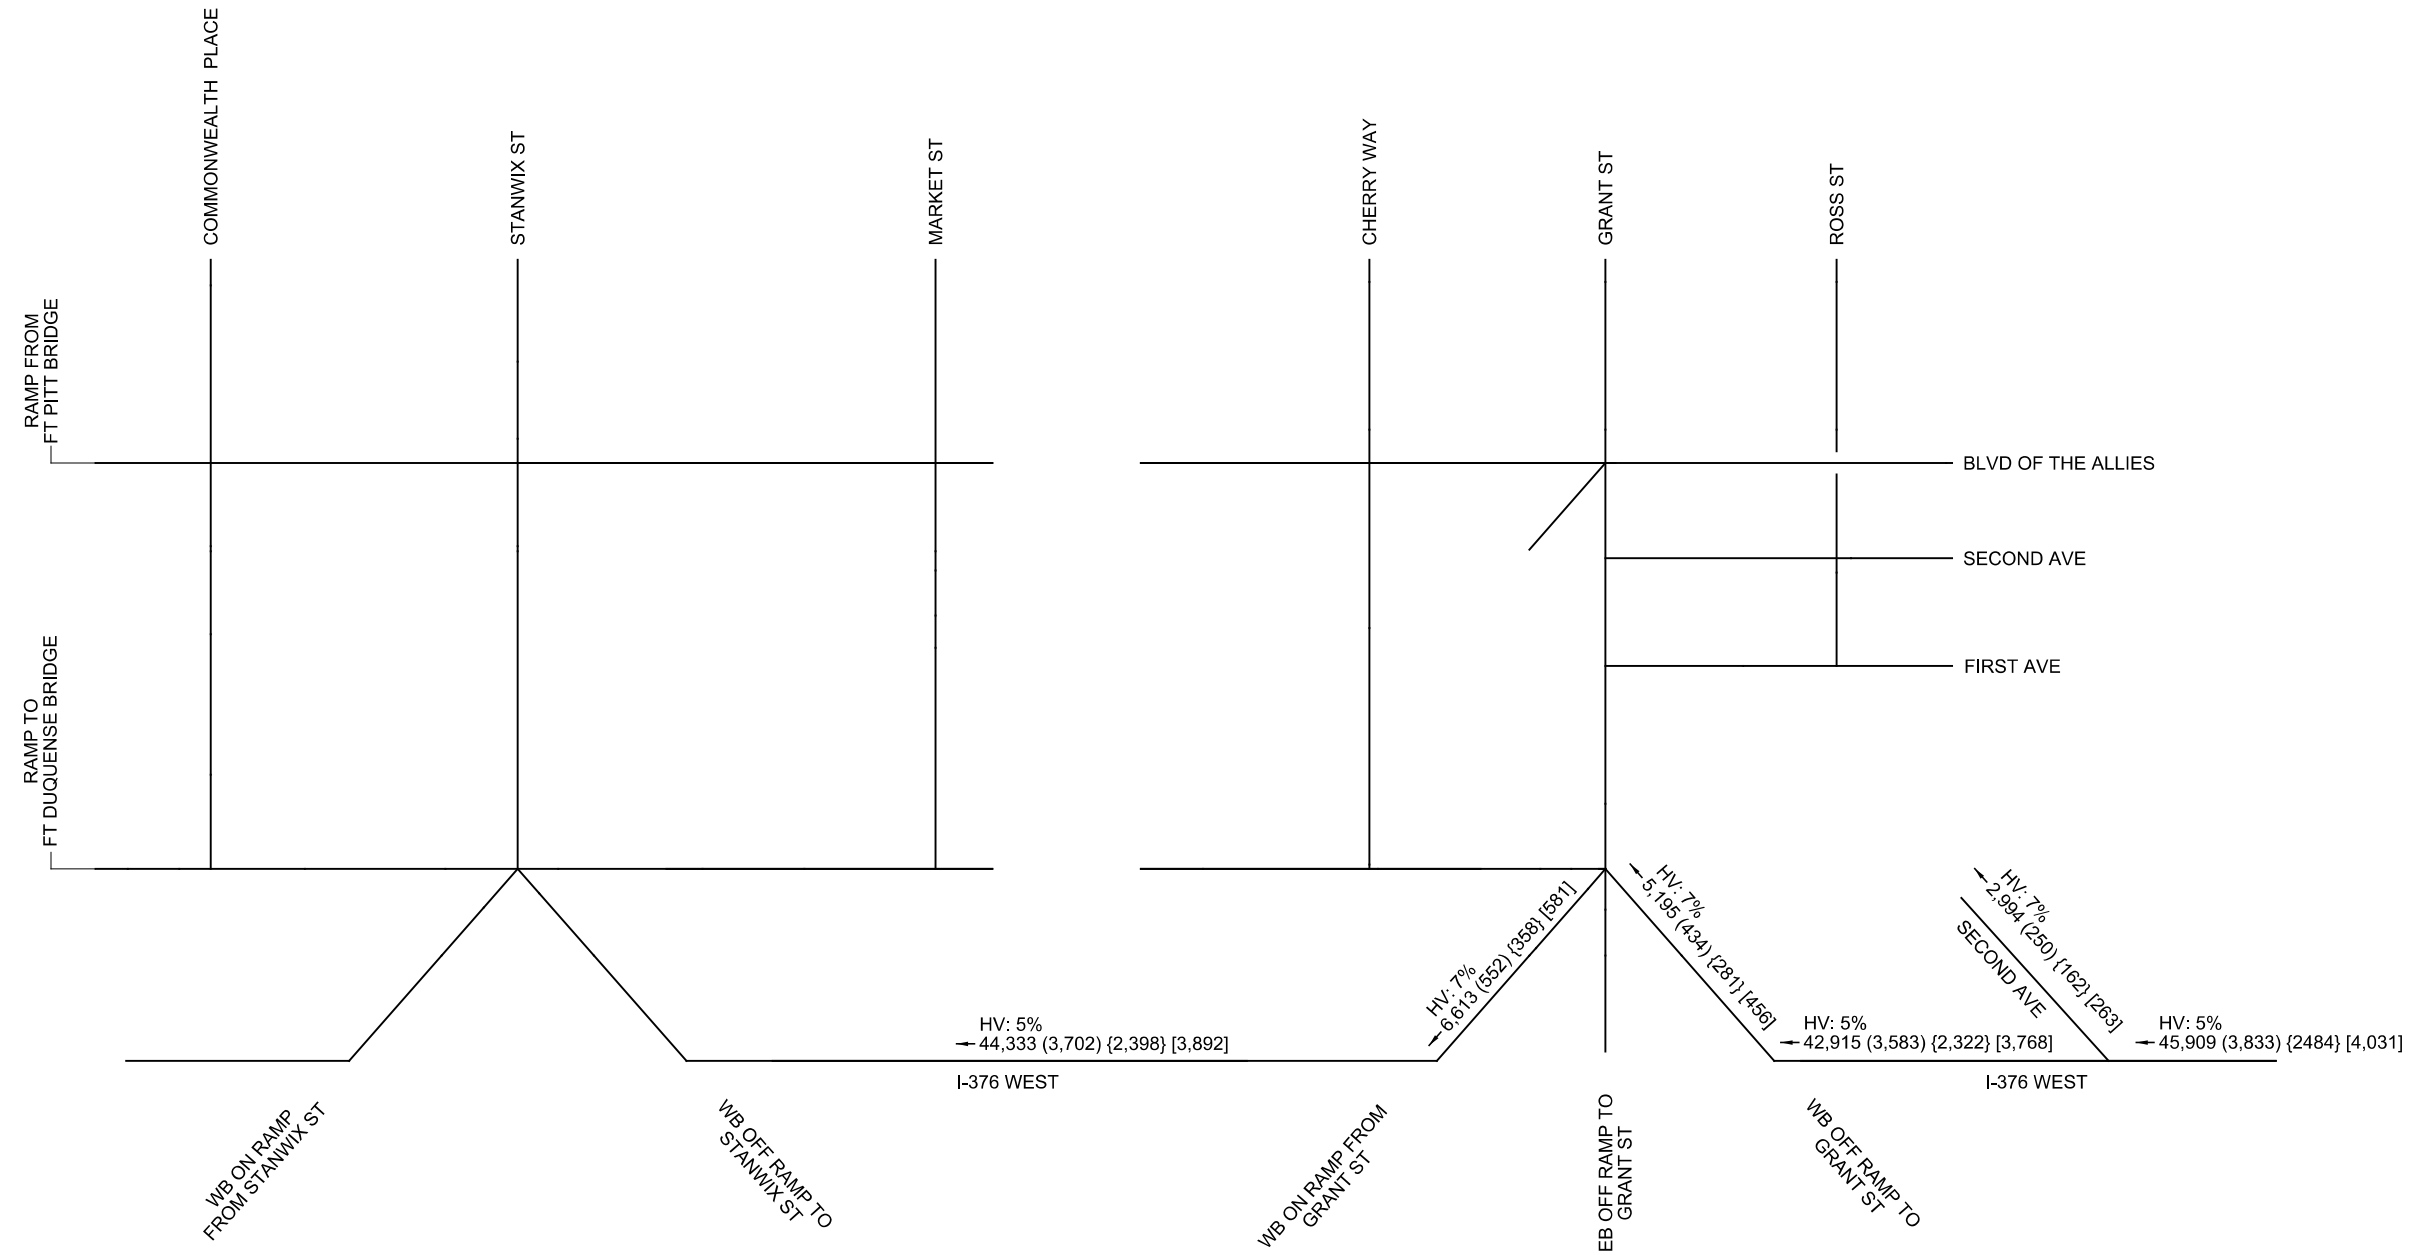 COMMONWEALTH PLACE
STANWIX ST
MARKET ST
CHERRY WAY
GRANT ST
ROSS ST
RAMP FROM
FT PITT BRIDGE
BLVD OF THE ALLIES
SECOND AVE
FIRST AVE
RAMP TO
FT DUQUENSE BRIDGE
HV: 7%
6,613 (552) {358} [581]
HV: 7%
5,195 (434) {281} [456]
HV: 7%
2,994 (250) {162} [263]
SECOND AVE
HV: 5%
44,333 (3,702) {2,398} [3,892]
I-376 WEST
HV: 5%
42,915 (3,583) {2,322} [3,768]
I-376 WEST
HV: 5%
45,909 (3,833) {2484} [4,031]
WB ON RAMP
FROM STANWIX ST
WB OFF RAMP TO
STANWIX ST
WB ON RAMP FROM
GRANT ST
EB OFF RAMP TO
GRANT ST
WB OFF RAMP TO
GRANT ST